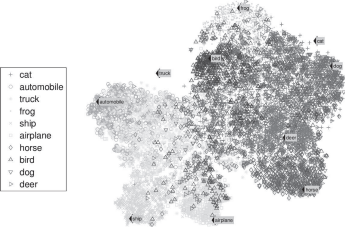 frog
cat
bird
dog
truck
automobile
deer
horse
ship
airplane
cat
automobile
truck
frog
ship
airplane
horse
bird
dog
deer